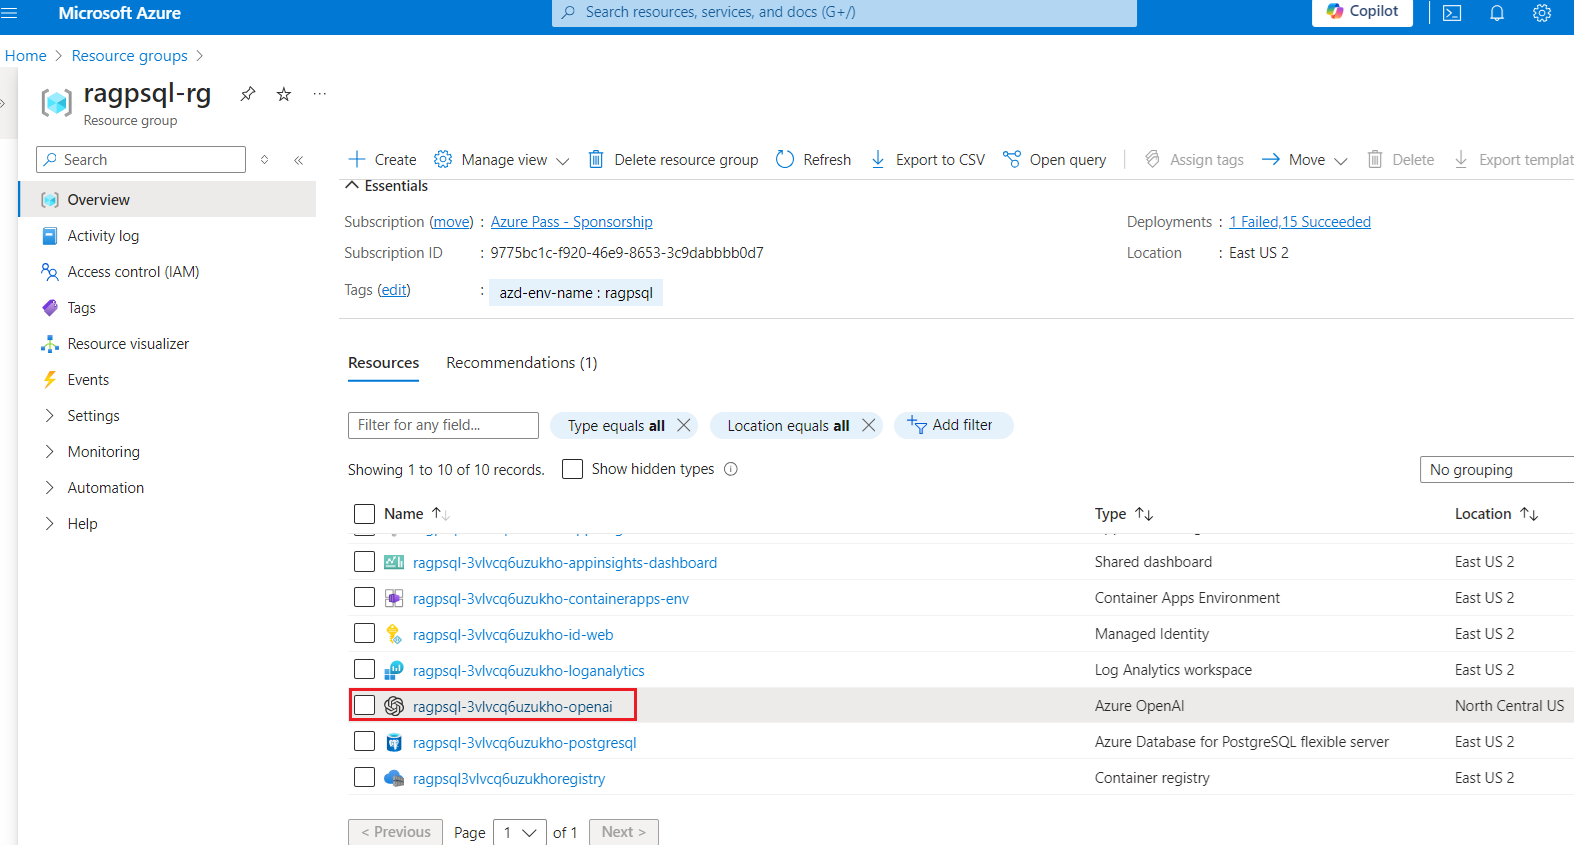 Microsoft Azure
Search resources, services, and docs (G+/)
Copilot
Home > Resource groups >
ragpsql-rg
Resource group
Search
Overview
Activity log
Access control (IAM)
Tags
Resource visualizer
Events
Settings
Monitoring
Automation
Help
Create
Manage view
Delete resource group
Refresh
Export to CSV
Open query
Assign tags
Move
Delete
Export templat
Essentials
Subscription (move) : Azure Pass - Sponsorship
Deployments : 1 Failed,15 Succeeded
Subscription ID : 9775bc1c-f920-46e9-8653-3c9dabbbb0d7
Location : East US 2
Tags (edit) : azd-env-name : ragpsql
Resources
Recommendations (1)
Filter for any field...
Type equals all
Location equals all
Add filter
Showing 1 to 10 of 10 records.
Show hidden types
No grouping
Name Type Location
ragpsql-3vlvcq6uzukho-appinsights-dashboard Shared dashboard East US 2
ragpsql-3vlvcq6uzukho-containerapps-env Container Apps Environment East US 2
ragpsql-3vlvcq6uzukho-id-web Managed Identity East US 2
ragpsql-3vlvcq6uzukho-loganalytics Log Analytics workspace East US 2
ragpsql-3vlvcq6uzukho-openai Azure OpenAI North Central US
ragpsql-3vlvcq6uzukho-postgresql Azure Database for PostgreSQL flexible server East US 2
ragpsql3vlvcq6uzukhoregistry Container registry East US 2
< Previous Page 1 of 1 Next >